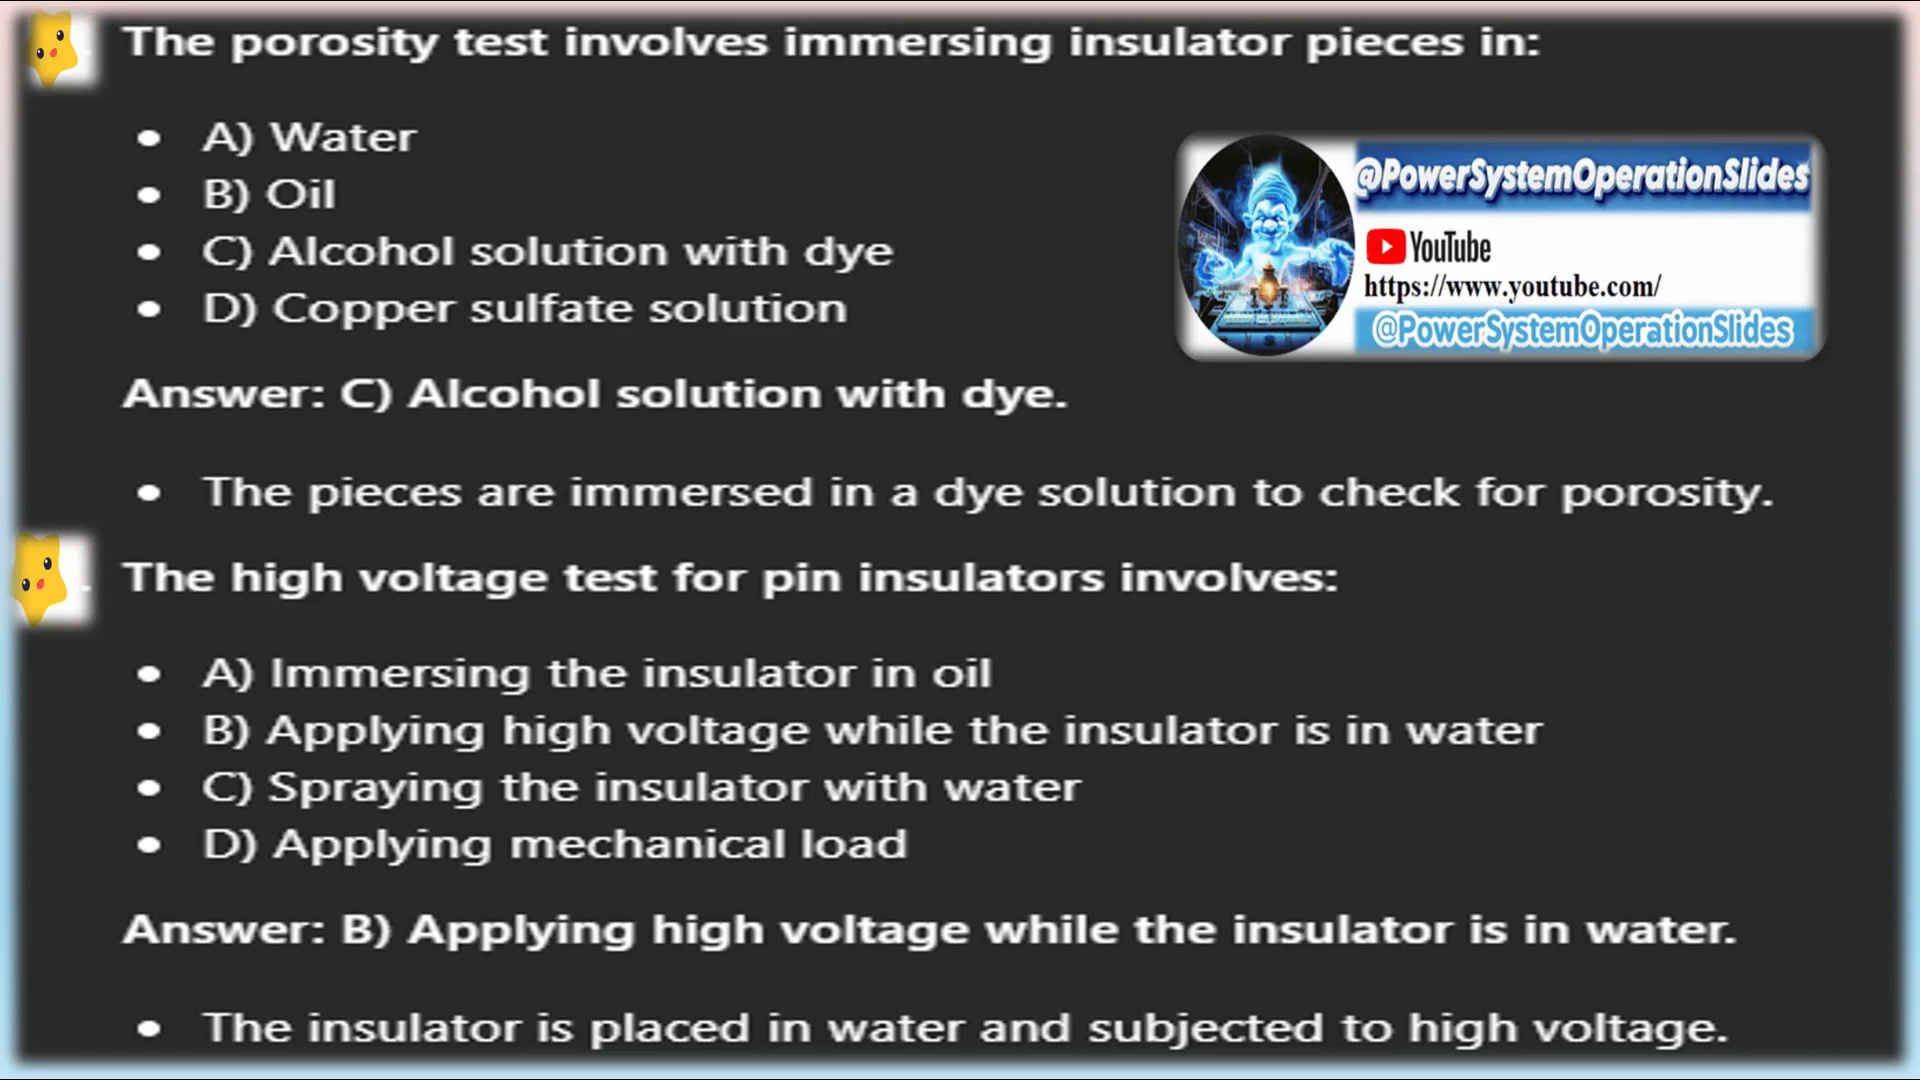 The porosity test involves immersing insulator pieces in:
• A) Water
• B) Oil
• C) Alcohol solution with dye
• D) Copper sulfate solution
@PowerSystemOperationSlides
YouTube
https://www.youtube.com/
@PowerSystemOperationSlides
Answer: C) Alcohol solution with dye.
• The pieces are immersed in a dye solution to check for porosity.
The high voltage test for pin insulators involves:
• A) Immersing the insulator in oil
• B) Applying high voltage while the insulator is in water
• C) Spraying the insulator with water
• D) Applying mechanical load
Answer: B) Applying high voltage while the insulator is in water.
• The insulator is placed in water and subjected to high voltage.